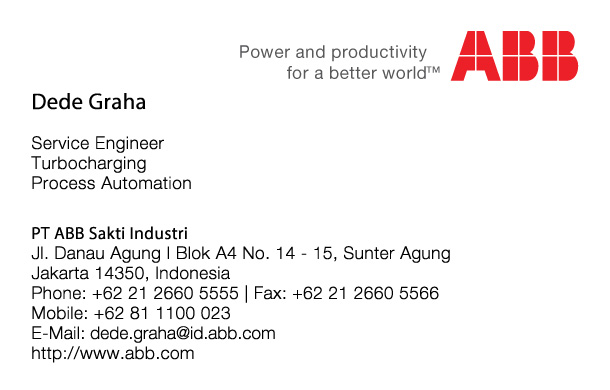 Power and productivity
for a better world™
ABB
Dede Graha
Service Engineer
Turbocharging
Process Automation
PT ABB Sakti Industri
Jl. Danau Agung I Blok A4 No. 14 - 15, Sunter Agung
Jakarta 14350, Indonesia
Phone: +62 21 2660 5555 | Fax: +62 21 2660 5566
Mobile: +62 81 1100 023
E-Mail: dede.graha@id.abb.com
http://www.abb.com